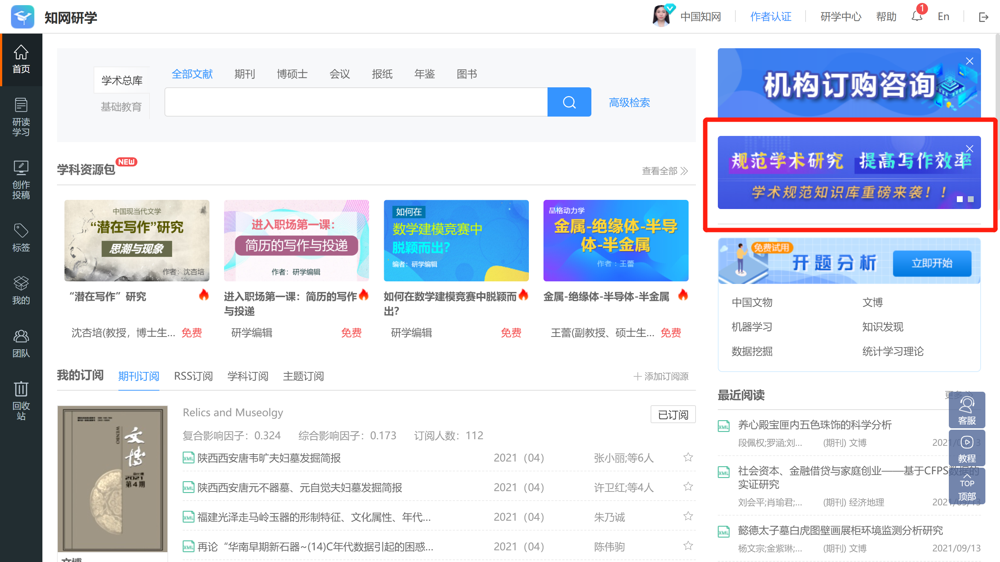 知网研学
中国知网
作者认证
研学中心
帮助
1
En
首页
研读
学习
创作
投稿
标签
我的
团队
回收
站
学术总库
基础教育
全部文献 期刊 博硕士 会议 报纸 年鉴 图书
高级检索
学科资源包 NEW
查看全部
中国现当代文学
“潜在写作”研究
思潮与现象
作者：沈杏培
“潜在写作”研究
沈杏培(教授，博士生... 免费
进入职场第一课：
简历的写作与投递
作者：研学编辑
进入职场第一课：简历的写作
与投递
研学编辑 免费
如何在
数学建模竞赛中
脱颖而出?
编者：研学编辑
如何在数学建模竞赛中脱颖而
出？
研学编辑 免费
晶格动力学
金属-绝缘体-半导
体-半金属
作者：王蕾
金属-绝缘体-半导体-半金属
王蕾(副教授、硕士生... 免费
我的订阅 期刊订阅 RSS订阅 学科订阅 主题订阅
添加订阅源
WENBO
文博
2021
第4期
文博
Relics and Museolgy
已订阅
复合影响因子：0.324 综合影响因子：0.173 订阅人数：112
XML 陕西西安唐韦旷夫妇墓发掘简报 2021（04） 张小丽;等6人
XML 陕西西安唐元不器墓、元自觉夫妇墓发掘简报 2021（04） 许卫红;等4人
XML 福建光泽走马岭玉器的形制特征、文化属性、年代... 2021（04） 朱乃诚
XML 再论“华南早期新石器~(14)C年代数据引起的困惑... 2021（04） 陈伟驹
机构订购咨询
规范学术研究 提高写作效率
学术规范知识库重磅来袭！！
免费试用
开题分析
立即开始
中国文物 文博
机器学习 知识发现
数据挖掘 统计学习理论
最近阅读
更多
XML 养心殿宝匣内五色珠饰的科学分析
段佩权;罗涵;刘... (期刊) 文博 2021/09/13
XML 社会资本、金融借贷与家庭创业——基于CFPS数据的
实证研究
刘会平;肖瑜君;... (期刊) 经济地理 2021/09/13
XML 懿德太子墓白虎图壁画展柜环境监测分析研究
杨文宗;金紫琳;... (期刊) 文博 2021/09/13
客服
教程
TOP
顶部